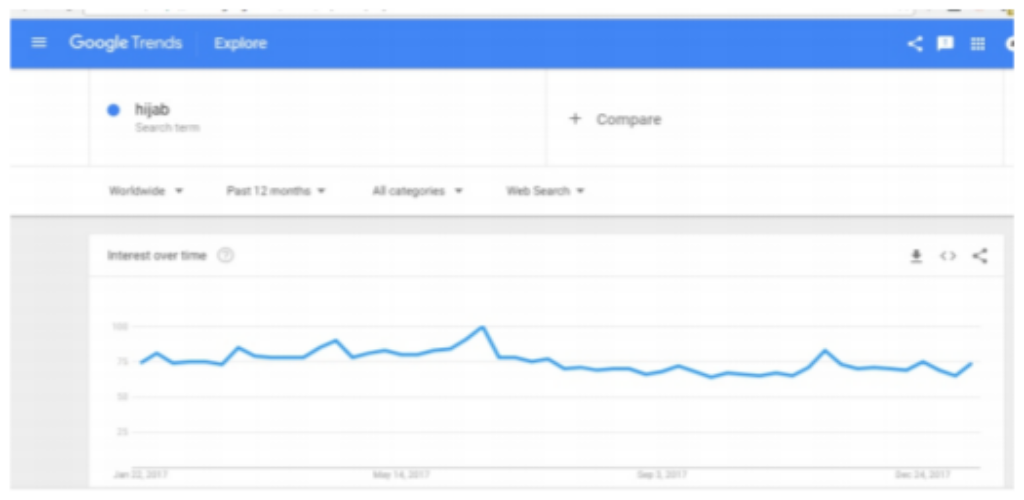 Google Trends Explore
hijab
Search term
+ Compare
Worldwide Past 12 months All categories Web Search
Interest over time
100
75
50
25
Jan 22, 2017 May 14, 2017 Sep 3, 2017 Dec 24, 2017